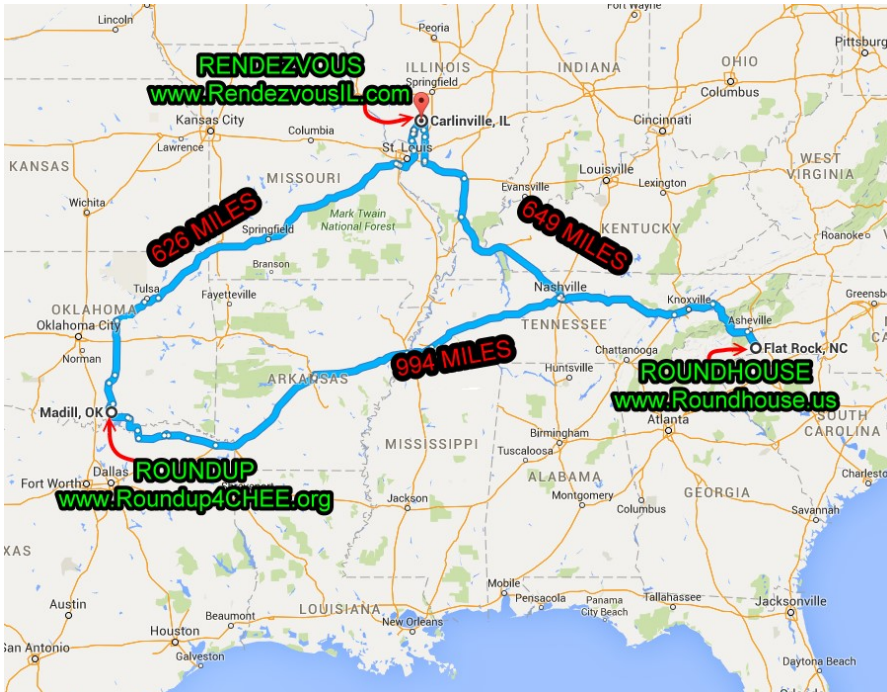 Lincoln
Peoria
Fort Wayne
Pittsburg
RENDEZVOUS
www.RendezvousIL.com
ILLINOIS
Springfield
INDIANA
OHIO
Columbus
Kansas City
Columbia
Carlinville, IL
Cincinnati
Lawrence
St. Louis
KANSAS
MISSOURI
Louisville
WEST
VIRGINIA
Evansville
Lexington
Wichita
Mark Twain
National Forest
626 MILES
649 MILES
KENTUCKY
Springfield
Roanoke
Branson
Tulsa
Fayetteville
Nashville
Knoxville
Greensb
OKLAHOMA
Oklahoma City
TENNESSEE
Asheville
Norman
994 MILES
Chattanooga
Flat Rock, NC
Huntsville
ROUNDHOUSE
www.Roundhouse.us
ARKANSAS
Madill, OK
SOUTH
CAROLINA
Atlanta
MISSISSIPPI
Birmingham
Tuscaloosa
ROUNDUP
www.Roundup4CHEE.org
Dallas
Fort Worth
ALABAMA
Charleston
GEORGIA
Jackson
Montgomery
Columbus
Savannah
XAS
LOUISIANA
Mobile
Pensacola
Panama
City Beach
Tallahassee
Jacksonville
Austin
Beaumont
New Orleans
Houston
San Antonio
Galveston
Daytona Beach